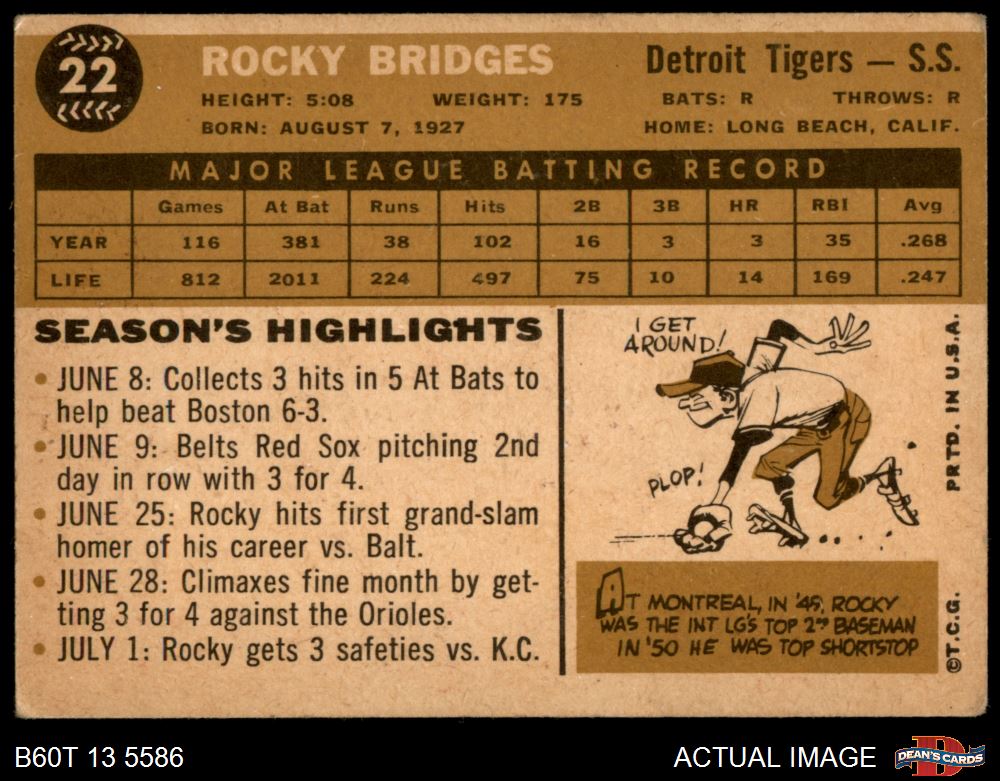 22
ROCKY BRIDGES
Detroit Tigers — S.S.
HEIGHT: 5:08 WEIGHT: 175 BATS: R THROWS: R
BORN: AUGUST 7, 1927 HOME: LONG BEACH, CALIF.
MAJOR LEAGUE BATTING RECORD
Games At Bat Runs Hits 2B 3B HR RBI Avg
YEAR 116 381 38 102 16 3 3 35 .268
LIFE 812 2011 224 497 75 10 14 169 .247
SEASON'S HIGHLIGHTS
• JUNE 8: Collects 3 hits in 5 At Bats to
help beat Boston 6-3.
• JUNE 9: Belts Red Sox pitching 2nd
day in row with 3 for 4.
• JUNE 25: Rocky hits first grand-slam
homer of his career vs. Balt.
• JUNE 28: Climaxes fine month by get-
ting 3 for 4 against the Orioles.
• JULY 1: Rocky gets 3 safeties vs. K.C.
I GET
AROUND!
PLOP!
AT MONTREAL, IN '49, ROCKY
WAS THE INT LG'S TOP 2ND BASEMAN
IN '50 HE WAS TOP SHORTSTOP
©T.C.G. PRTD. IN U.S.A.
B60T 13 5586
ACTUAL IMAGE
DEAN'S CARDS